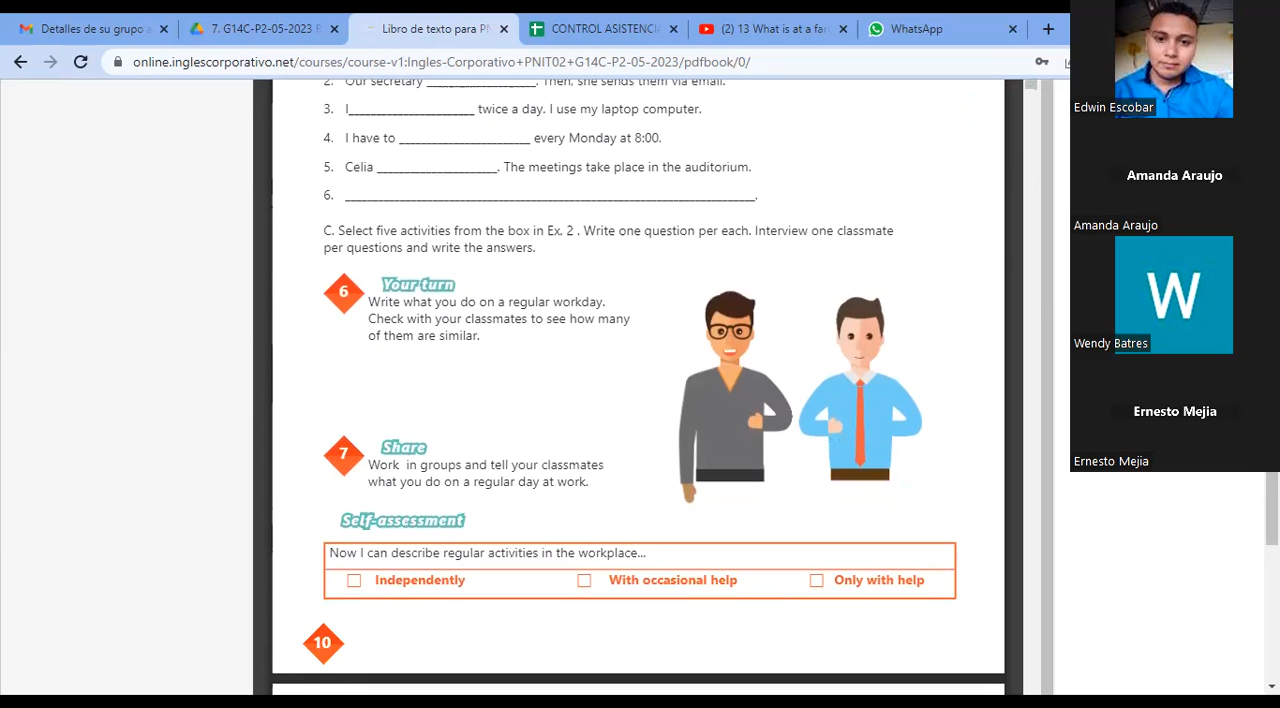 Detalles de su grupo
7. G14C-P2-05-2023 P
Libro de texto para PN
CONTROL ASISTENCIA
(2) 13 What is at a far
WhatsApp
online.inglescorporativo.net/courses/course-v1:Ingles-Corporativo+PNIT02+G14C-P2-05-2023/pdfbook/0/
2. Our secretary ____________________. Then, she sends them via email.
3. I_______________________ twice a day. I use my laptop computer.
4. I have to ________________________ every Monday at 8:00.
5. Celia ______________________. The meetings take place in the auditorium.
6. ____________________________________________________________________________.
C. Select five activities from the box in Ex. 2 . Write one question per each. Interview one classmate
per questions and write the answers.
6
Your turn
Write what you do on a regular workday.
Check with your classmates to see how many
of them are similar.
7
Share
Work in groups and tell your classmates
what you do on a regular day at work.
Self-assessment
Now I can describe regular activities in the workplace...
Independently
With occasional help
Only with help
10
Edwin Escobar
Amanda Araujo
Amanda Araujo
W
Wendy Batres
Ernesto Mejia
Ernesto Mejia